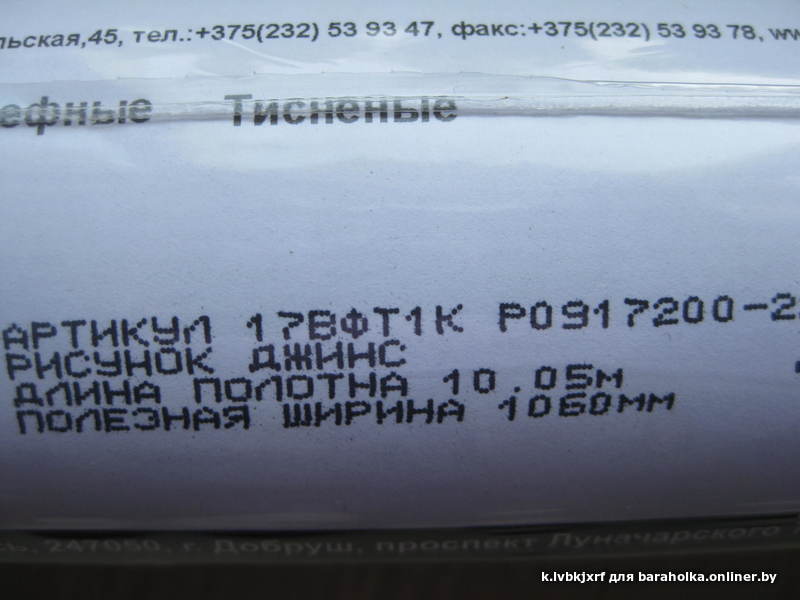 льская,45, тел.:+375(232) 53 93 47, факс:+375(232) 53 93 78, ww
ефные Тисненые
АРТИКУЛ 17ВФТ1К Р0917200-2
РИСУНОК ДЖИНС
ДЛИНА ПОЛОТНА 10.05м
ПОЛЕЗНАЯ ШИРИНА 1060мм
сь, 247050, г. Добруш, проспект Луначарского
k.lvbkjxrf для baraholka.onliner.by